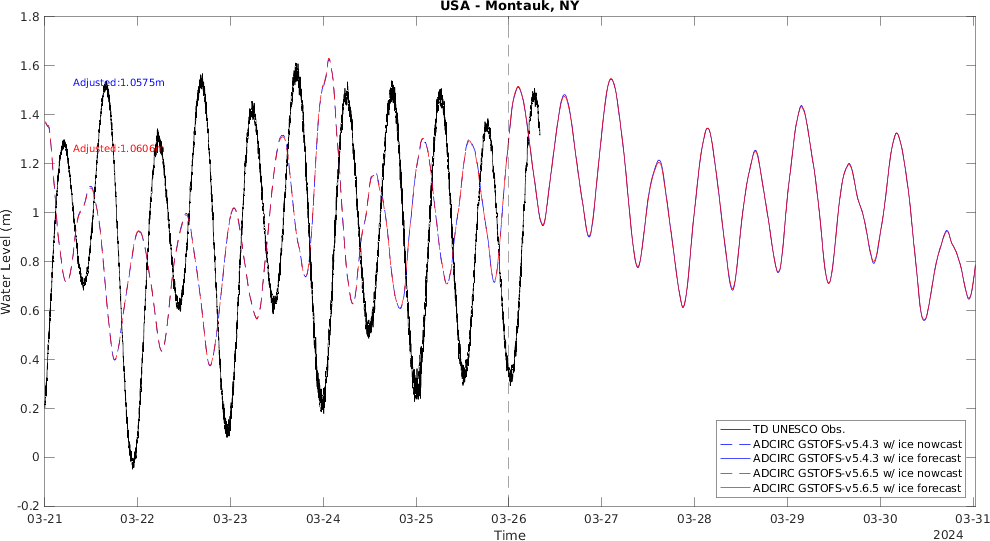 USA - Montauk, NY
1.8
1.6
1.4
1.2
1
0.8
0.6
0.4
0.2
0
-0.2
Water Level (m)
Adjusted:1.0575m
Adjusted:1.0606m
TD UNESCO Obs.
ADCIRC GSTOFS-v5.4.3 w/ ice nowcast
ADCIRC GSTOFS-v5.4.3 w/ ice forecast
ADCIRC GSTOFS-v5.6.5 w/ ice nowcast
ADCIRC GSTOFS-v5.6.5 w/ ice forecast
03-21 03-22 03-23 03-24 03-25 03-26 03-27 03-28 03-29 03-30 03-31
Time
2024